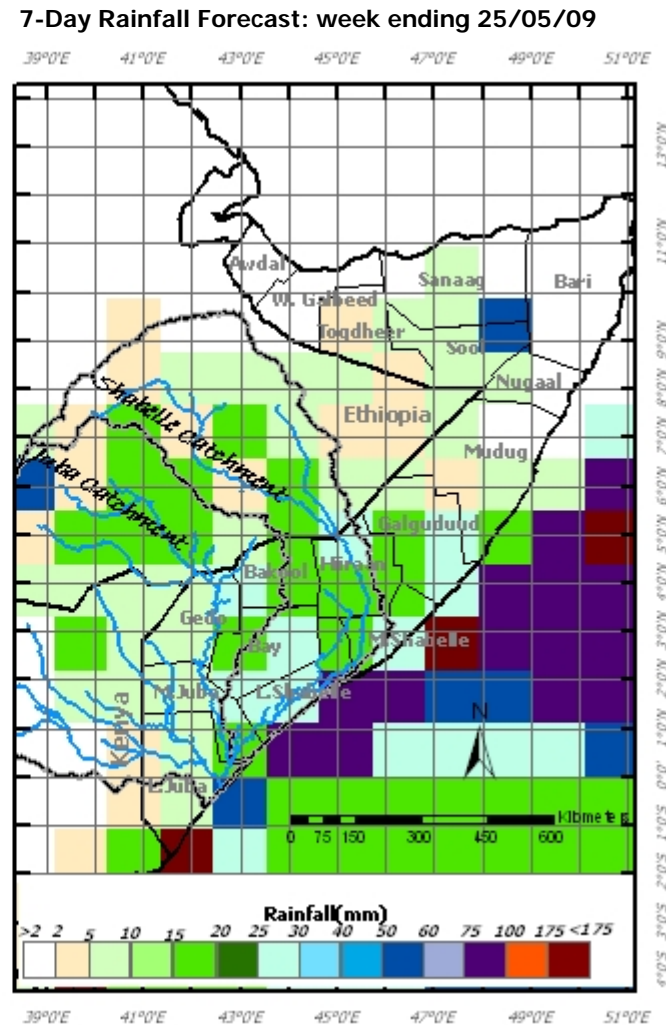 7-Day Rainfall Forecast: week ending 25/05/09
39°0'E 41°0'E 43°0'E 45°0'E 47°0'E 49°0'E 51°0'E
13°0'N
11°0'N
Awdal
Sanaag
Bari
W. Galbeed
Togdheer
9°0'N
Sool
Nugaal
8°0'N
Shabelle Catchment
Ethiopia
7°0'N
Mudug
Juba Catchment
6°0'N
Galguduud
5°0'N
Hiiraan
Bakool
4°0'N
Gedo
Bay
M.Shabelle
3°0'N
M.Juba
L.Shabelle
2°0'N
Kenya
N
1°0'N
0°0'
L.Juba
Kilometers
0 75 150 300 450 600
1°0'S
2°0'S
Rainfall(mm)
>2 2 5 10 15 20 25 30 40 50 60 75 100 175 <175
3°0'S
39°0'E 41°0'E 43°0'E 45°0'E 47°0'E 49°0'E 51°0'E